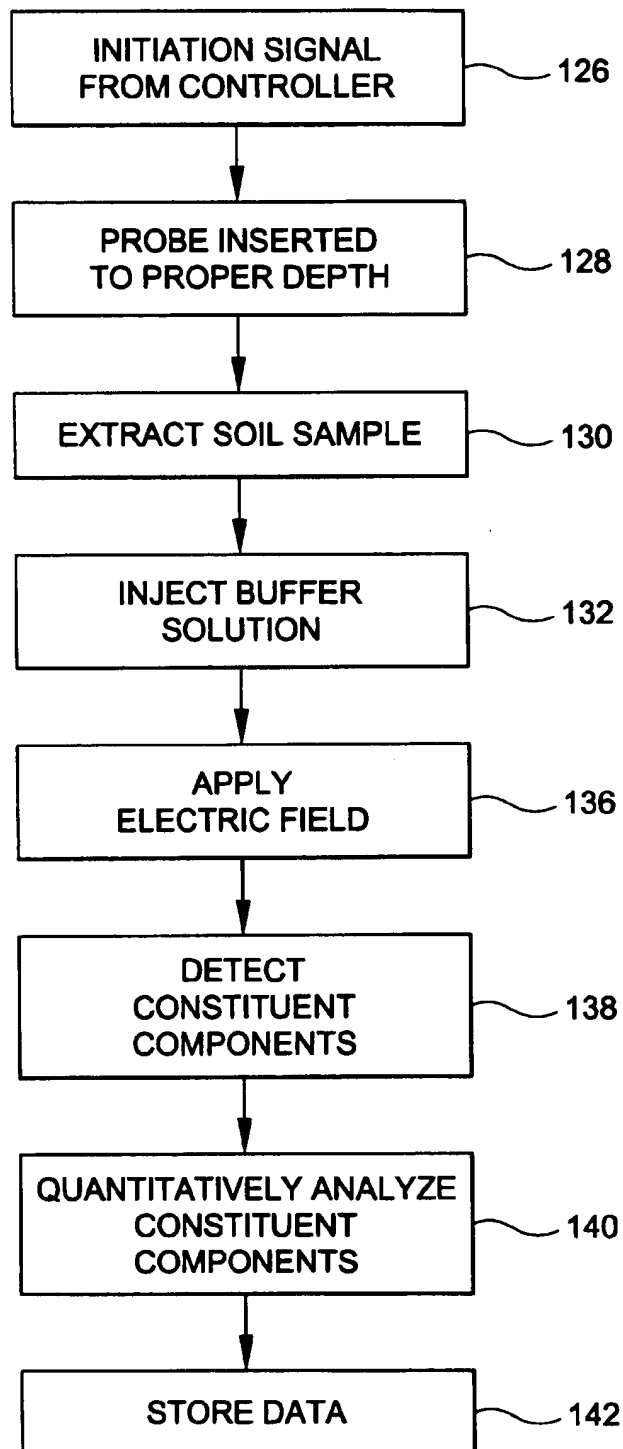 INITIATION SIGNAL
FROM CONTROLLER
126
PROBE INSERTED
TO PROPER DEPTH
128
EXTRACT SOIL SAMPLE
130
INJECT BUFFER
SOLUTION
132
APPLY
ELECTRIC FIELD
136
DETECT
CONSTITUENT
COMPONENTS
138
QUANTITATIVELY ANALYZE
CONSTITUENT
COMPONENTS
140
STORE DATA
142